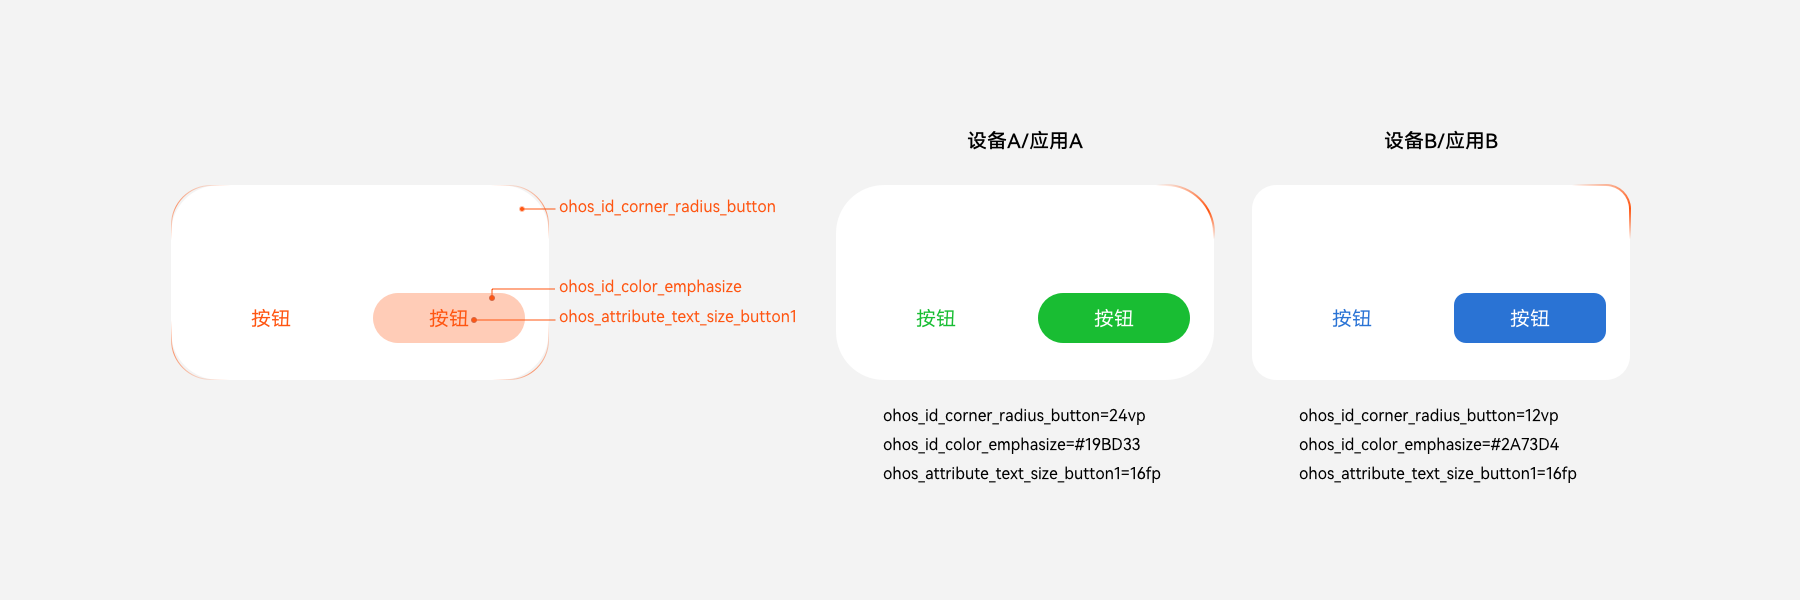 设备A/应用A
设备B/应用B
ohos_id_corner_radius_button
ohos_id_color_emphasize
按钮
按钮
ohos_attribute_text_size_button1
按钮
按钮
按钮
按钮
ohos_id_corner_radius_button=24vp
ohos_id_color_emphasize=#19BD33
ohos_attribute_text_size_button1=16fp
ohos_id_corner_radius_button=12vp
ohos_id_color_emphasize=#2A73D4
ohos_attribute_text_size_button1=16fp